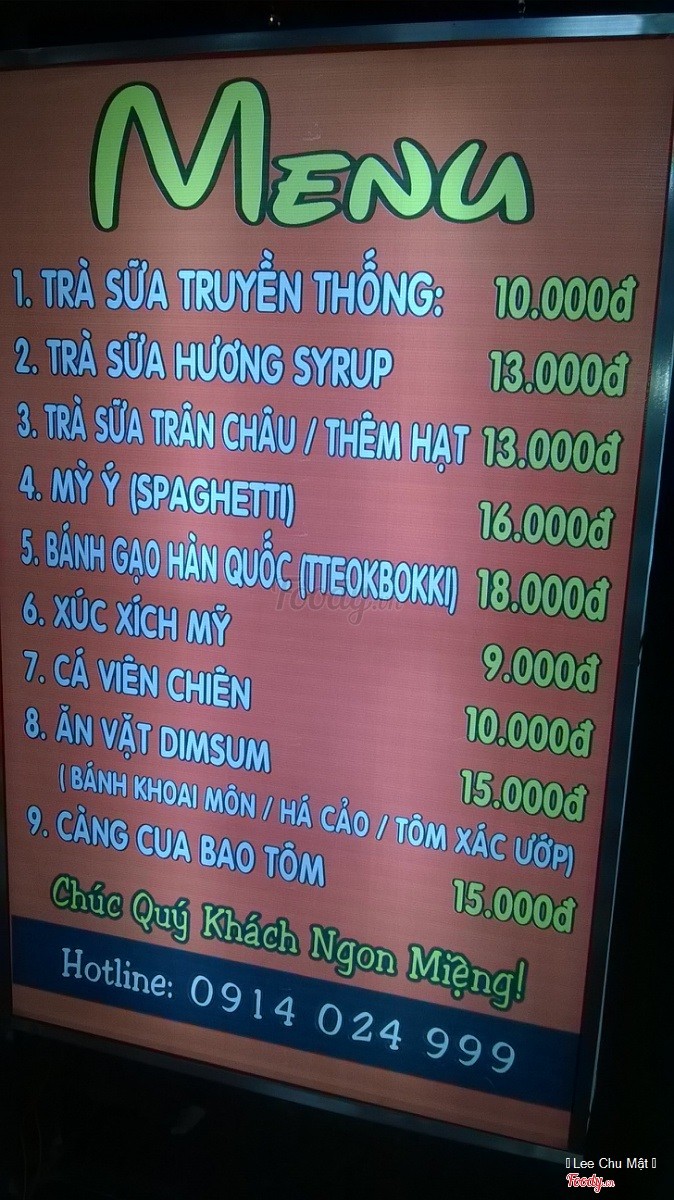 MENU
1. TRÀ SỮA TRUYỀN THỐNG: 10.000đ
2. TRÀ SỮA HƯƠNG SYRUP 13.000đ
3. TRÀ SỮA TRÂN CHÂU / THÊM HẠT 13.000đ
4. MỲ Ý (SPAGHETTI) 16.000đ
5. BÁNH GẠO HÀN QUỐC (TTEOKBOKKI) 18.000đ
6. XÚC XÍCH MỸ 9.000đ
7. CÁ VIÊN CHIÊN 10.000đ
8. ĂN VẶT DIMSUM 15.000đ
( BÁNH KHOAI MÔN / HÁ CẢO / TÔM XÁC ƯỚP)
9. CÀNG CUA BAO TÔM 15.000đ
Chúc Quý Khách Ngon Miệng!
Hotline: 0914 024 999
Foody.vn
Lee Chu Mật
Foody.vn